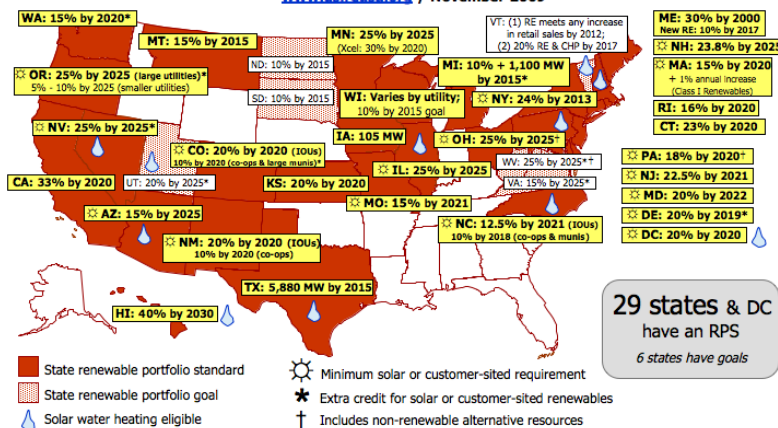 / November 2009
WA: 15% by 2020*
MT: 15% by 2015
MN: 25% by 2025
(Xcel: 30% by 2020)
VT: (1) RE meets any increase
in retail sales by 2012;
(2) 20% RE & CHP by 2017
ME: 30% by 2000
New RE: 10% by 2017
☼ NH: 23.8% by 2025
☼ MA: 15% by 2020
+ 1% annual increase
(Class I Renewables)
RI: 16% by 2020
CT: 23% by 2020
☼ OR: 25% by 2025 (large utilities)*
5% - 10% by 2025 (smaller utilities)
ND: 10% by 2015
SD: 10% by 2015
MI: 10% + 1,100 MW
by 2015*
WI: Varies by utility;
10% by 2015 goal
☼ NY: 24% by 2013
☼ NV: 25% by 2025*
☼ CO: 20% by 2020 (IOUs)
10% by 2020 (co-ops & large munis)*
IA: 105 MW
☼ OH: 25% by 2025†
☼ PA: 18% by 2020†
☼ NJ: 22.5% by 2021
☼ MD: 20% by 2022
☼ DE: 20% by 2019*
☼ DC: 20% by 2020
CA: 33% by 2020
UT: 20% by 2025*
KS: 20% by 2020
☼ IL: 25% by 2025
WV: 25% by 2025*†
VA: 15% by 2025*
☼ MO: 15% by 2021
☼ AZ: 15% by 2025
☼ NC: 12.5% by 2021 (IOUs)
10% by 2018 (co-ops & munis)
☼ NM: 20% by 2020 (IOUs)
10% by 2020 (co-ops)
TX: 5,880 MW by 2015
HI: 40% by 2030
29 states & DC
have an RPS
6 states have goals
State renewable portfolio standard
State renewable portfolio goal
Solar water heating eligible
☼ Minimum solar or customer-sited requirement
* Extra credit for solar or customer-sited renewables
† Includes non-renewable alternative resources